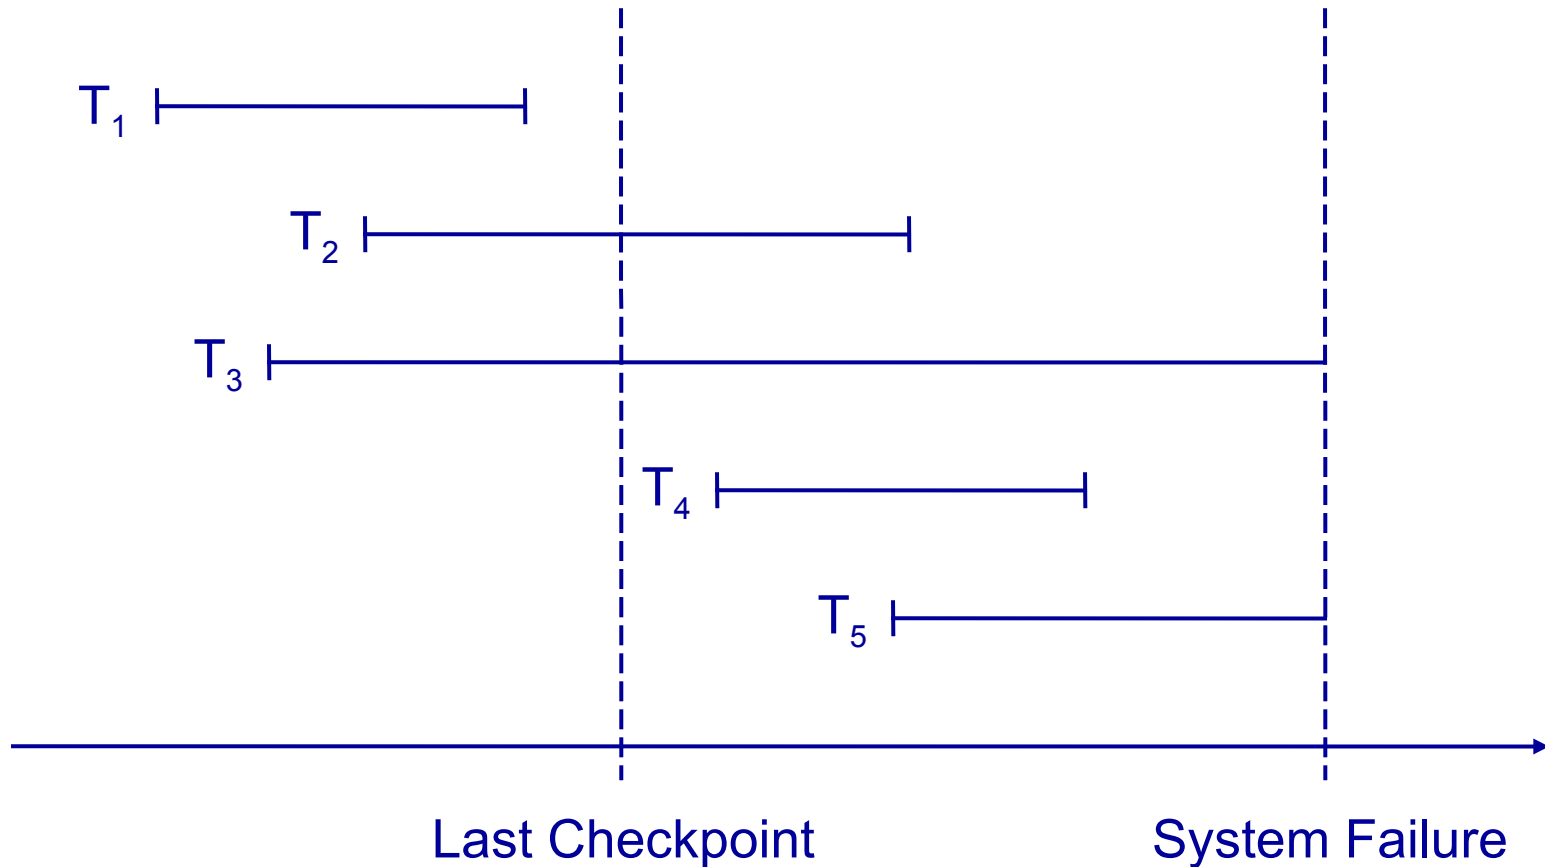 T₁
T₂
T₃
T₄
T₅
Last Checkpoint
System Failure